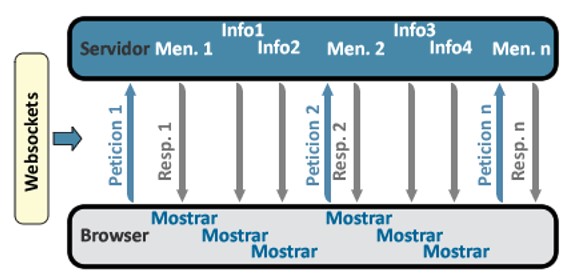 Info1 Info3
Servidor Men. 1 Info2 Men. 2 Info4 Men. n
Websockets
Peticion 1
Resp. 1
Peticion 2
Resp. 2
Peticion n
Resp. n
Mostrar Mostrar
Browser Mostrar Mostrar
Mostrar Mostrar